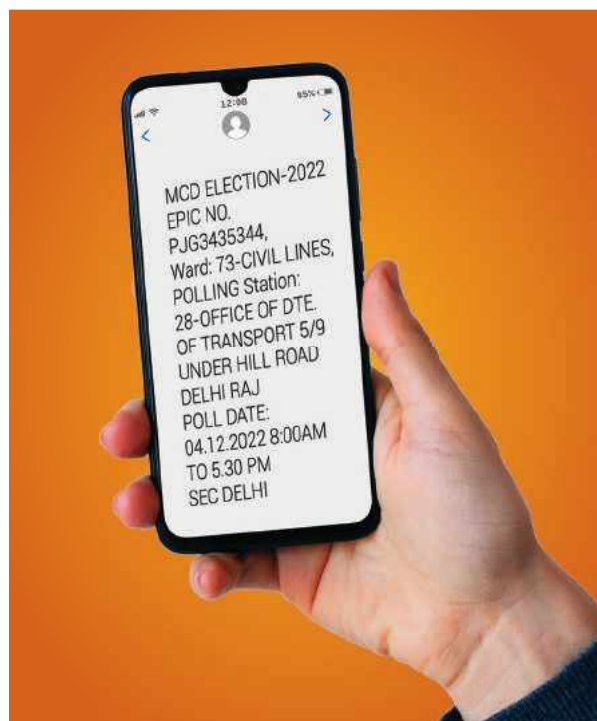 12:00
65%
MCD ELECTION-2022
EPIC NO.
PJG3435344,
Ward: 73-CIVIL LINES,
POLLING Station:
28-OFFICE OF DTE.
OF TRANSPORT 5/9
UNDER HILL ROAD
DELHI RAJ
POLL DATE:
04.12.2022 8:00AM
TO 5.30 PM
SEC DELHI